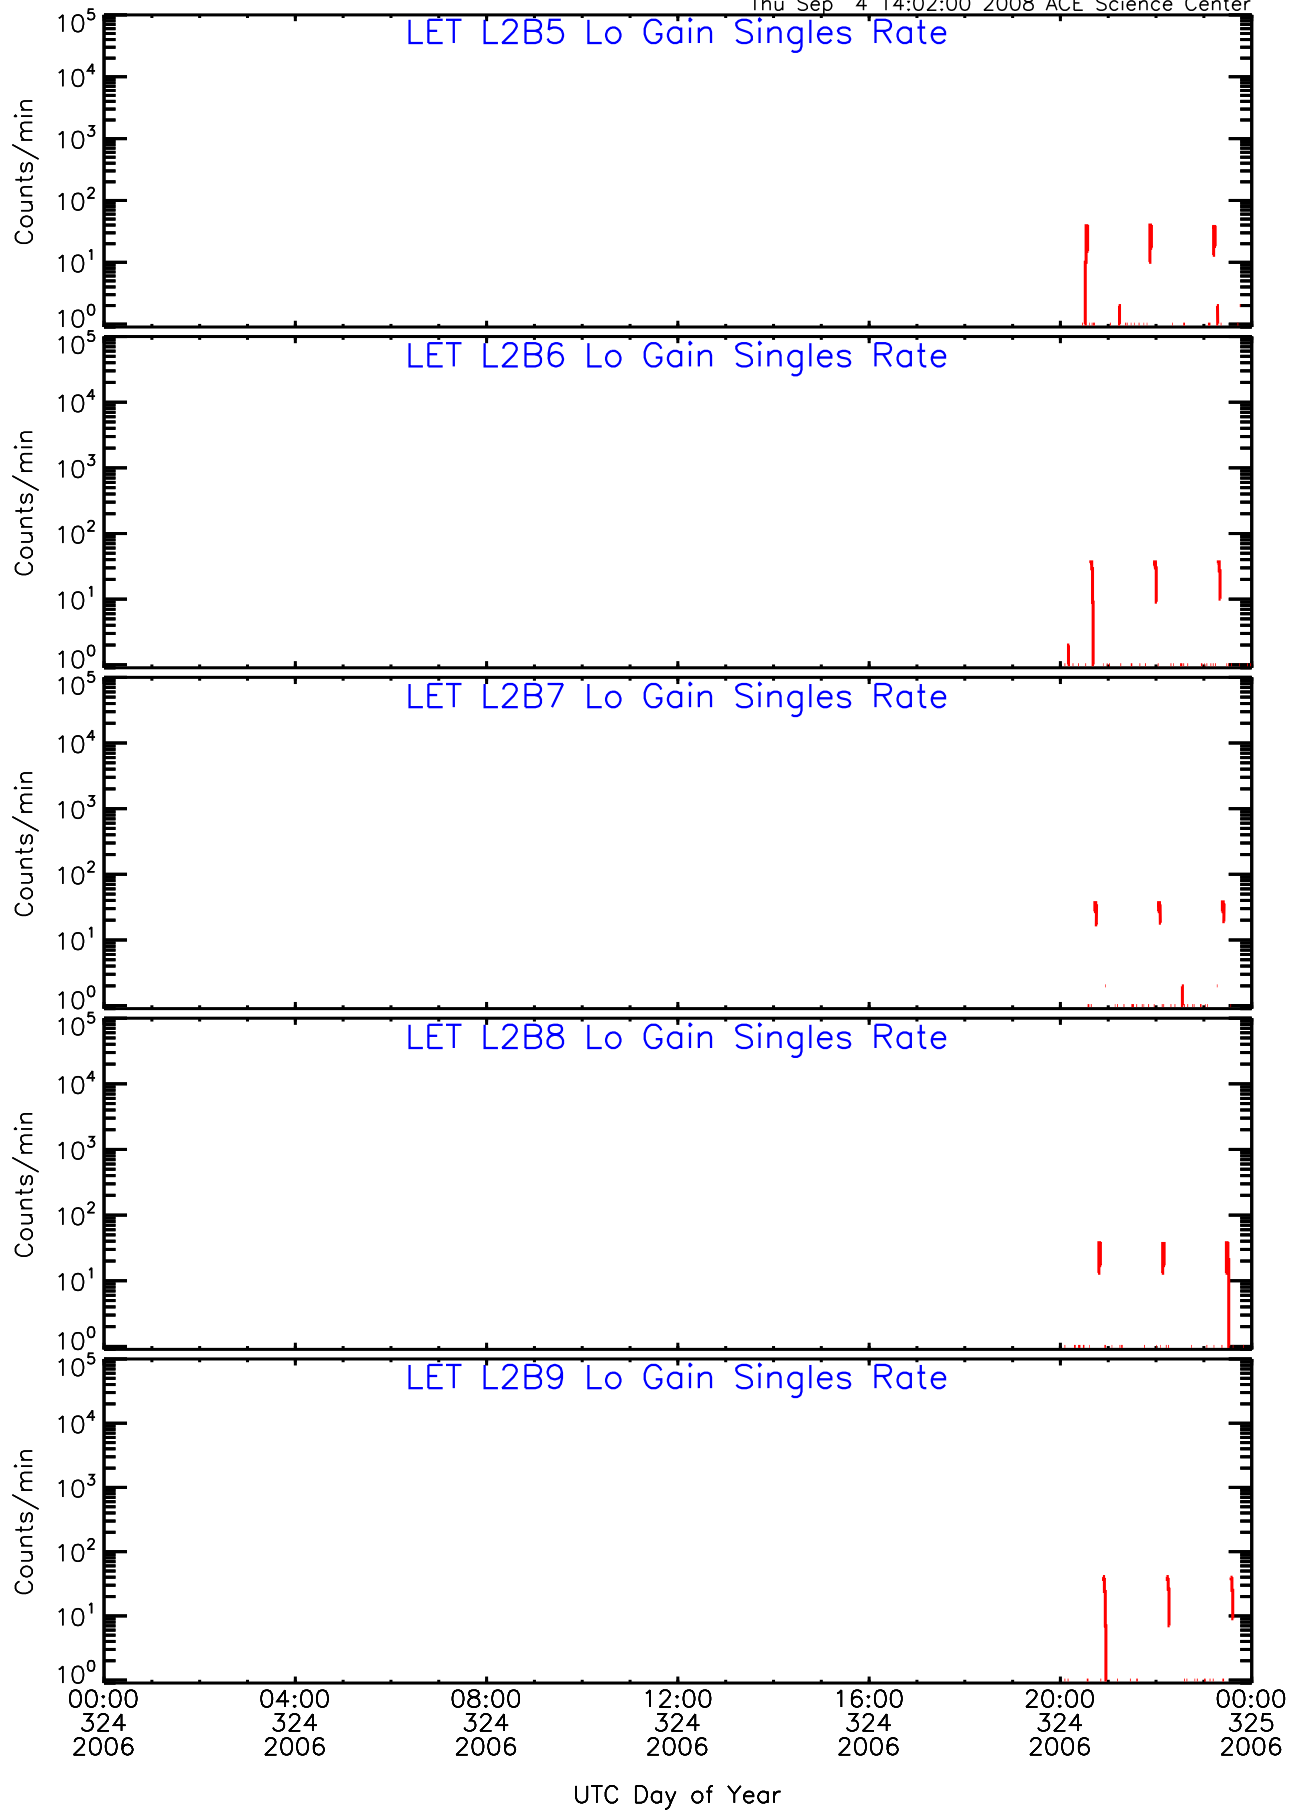 Thu Sep 4 14:02:00 2008 ACE Science Center
LET L2B5 Lo Gain Singles Rate
10^5
10^4
10^3
10^2
10^1
10^0
Counts/min
LET L2B6 Lo Gain Singles Rate
10^5
10^4
10^3
10^2
10^1
10^0
Counts/min
LET L2B7 Lo Gain Singles Rate
10^5
10^4
10^3
10^2
10^1
10^0
Counts/min
LET L2B8 Lo Gain Singles Rate
10^5
10^4
10^3
10^2
10^1
10^0
Counts/min
LET L2B9 Lo Gain Singles Rate
10^5
10^4
10^3
10^2
10^1
10^0
Counts/min
00:00 04:00 08:00 12:00 16:00 20:00 00:00
324 324 324 324 324 324 325
2006 2006 2006 2006 2006 2006 2006
UTC Day of Year